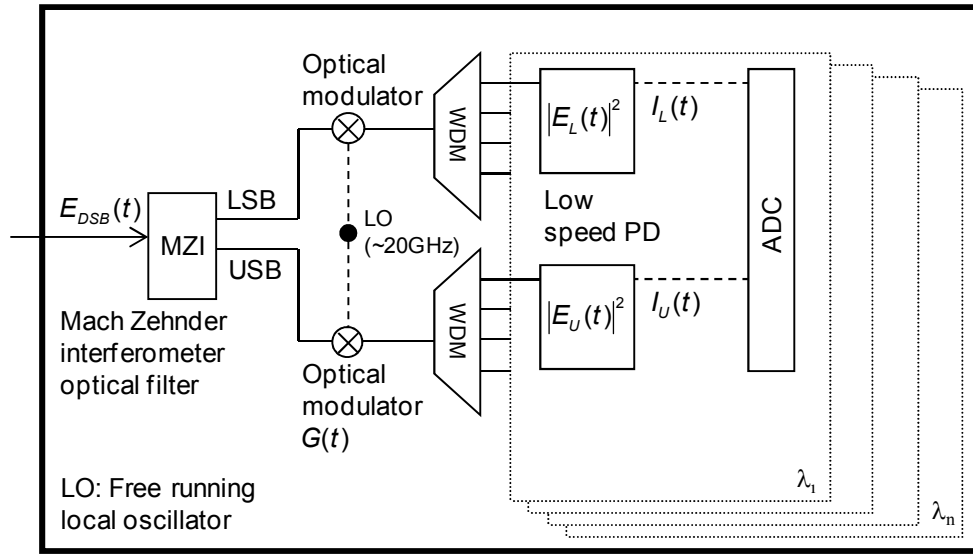 Optical
modulator
WDM
|E_L(t)|²
I_L(t)
E_DSB(t)
MZI
LSB
USB
LO
(~20GHz)
Low
speed PD
ADC
Mach Zehnder
interferometer
optical filter
WDM
|E_U(t)|²
I_U(t)
Optical
modulator
G(t)
LO: Free running
local oscillator
λ₁
λₙ